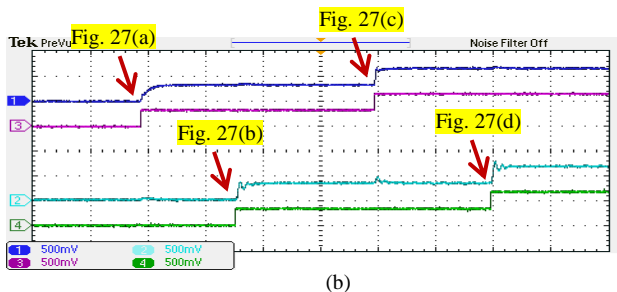 Fig. 27(c)
Fig. 27(a)
Tek PreVu
Noise Filter Off
1
3
Fig. 27(b)
Fig. 27(d)
2
4
1 500mV 2 500mV
3 500mV 4 500mV
(b)